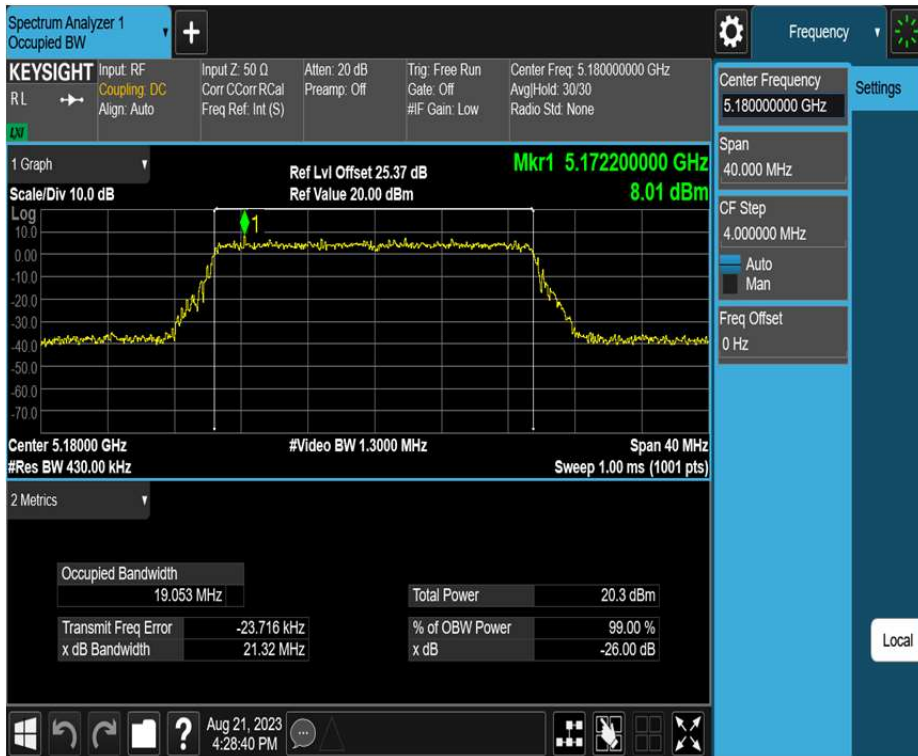 Spectrum Analyzer 1
Occupied BW
+
Frequency
KEYSIGHT
R L
LXI
Input: RF
Coupling: DC
Align: Auto
Input Z: 50 Ω
Corr CCorr RCal
Freq Ref: Int (S)
Atten: 20 dB
Preamp: Off
Trig: Free Run
Gate: Off
#IF Gain: Low
Center Freq: 5.180000000 GHz
Avg|Hold: 30/30
Radio Std: None
Center Frequency
5.180000000 GHz
Settings
Span
40.000 MHz
CF Step
4.000000 MHz
Auto
Man
Freq Offset
0 Hz
Local
1 Graph
Scale/Div 10.0 dB
Ref Lvl Offset 25.37 dB
Ref Value 20.00 dBm
Mkr1 5.172200000 GHz
8.01 dBm
Log
1
10.0
0.00
-10.0
-20.0
-30.0
-40.0
-50.0
-60.0
-70.0
Center 5.18000 GHz
#Video BW 1.3000 MHz
Span 40 MHz
#Res BW 430.00 kHz
Sweep 1.00 ms (1001 pts)
2 Metrics
Occupied Bandwidth
19.053 MHz
Total Power 20.3 dBm
Transmit Freq Error -23.716 kHz
% of OBW Power 99.00 %
x dB Bandwidth 21.32 MHz
x dB -26.00 dB
?
Aug 21, 2023
4:28:40 PM